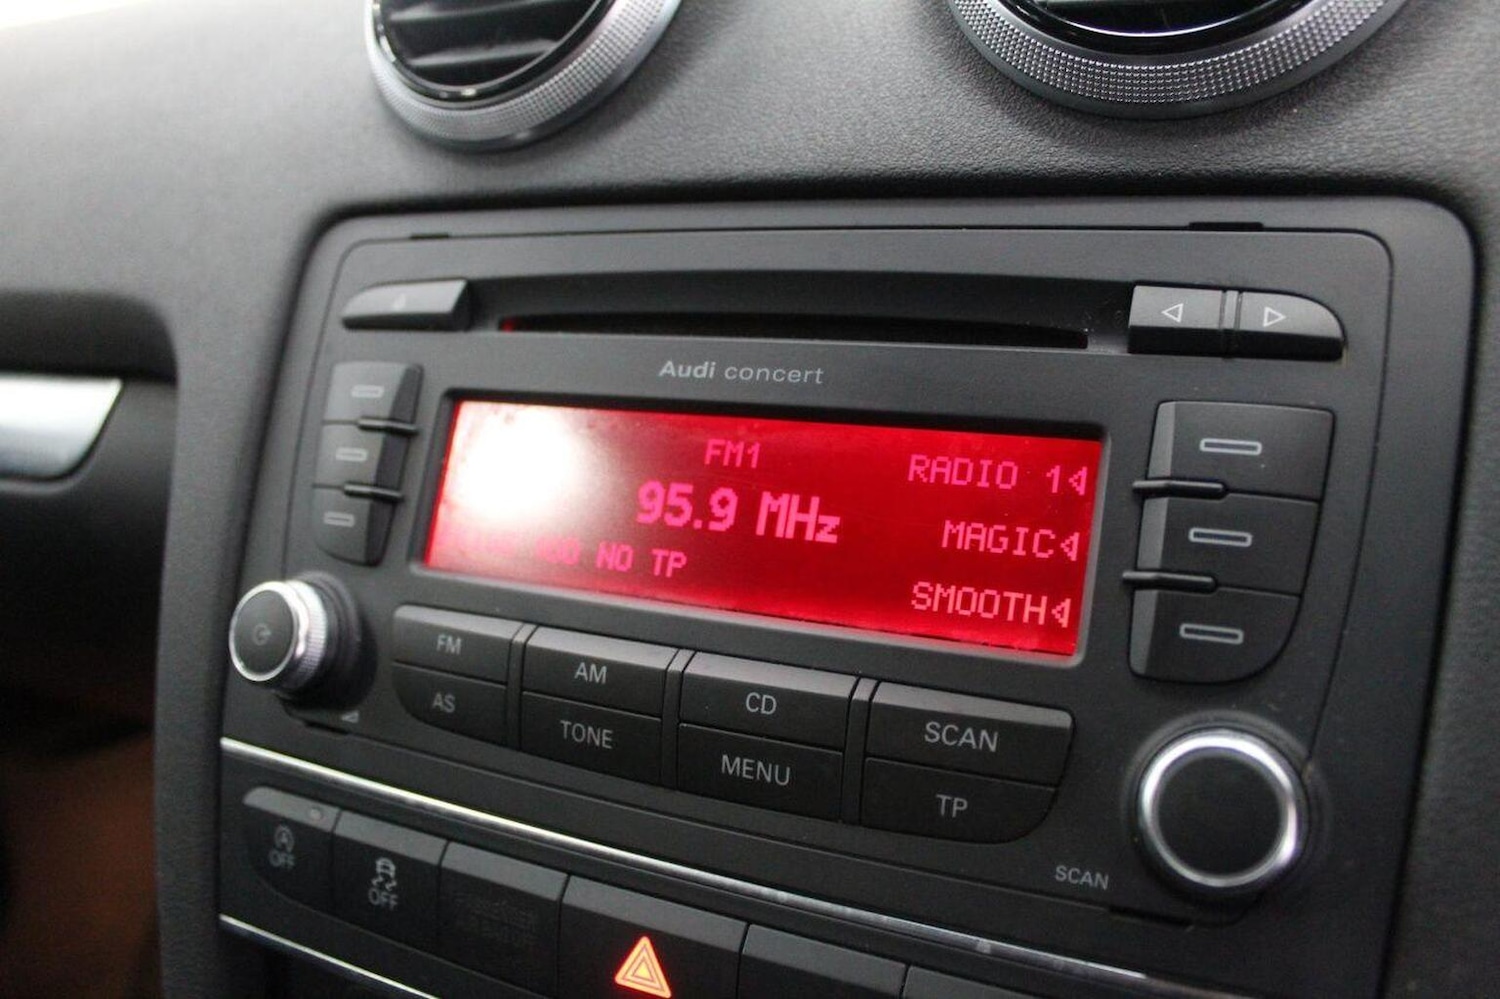 Audi concert
FM1
RADIO 1
95.9 MHz
MAGIC
NO TP
SMOOTH
FM
AM
CD
SCAN
AS
TONE
MENU
TP
SCAN
OFF
OFF